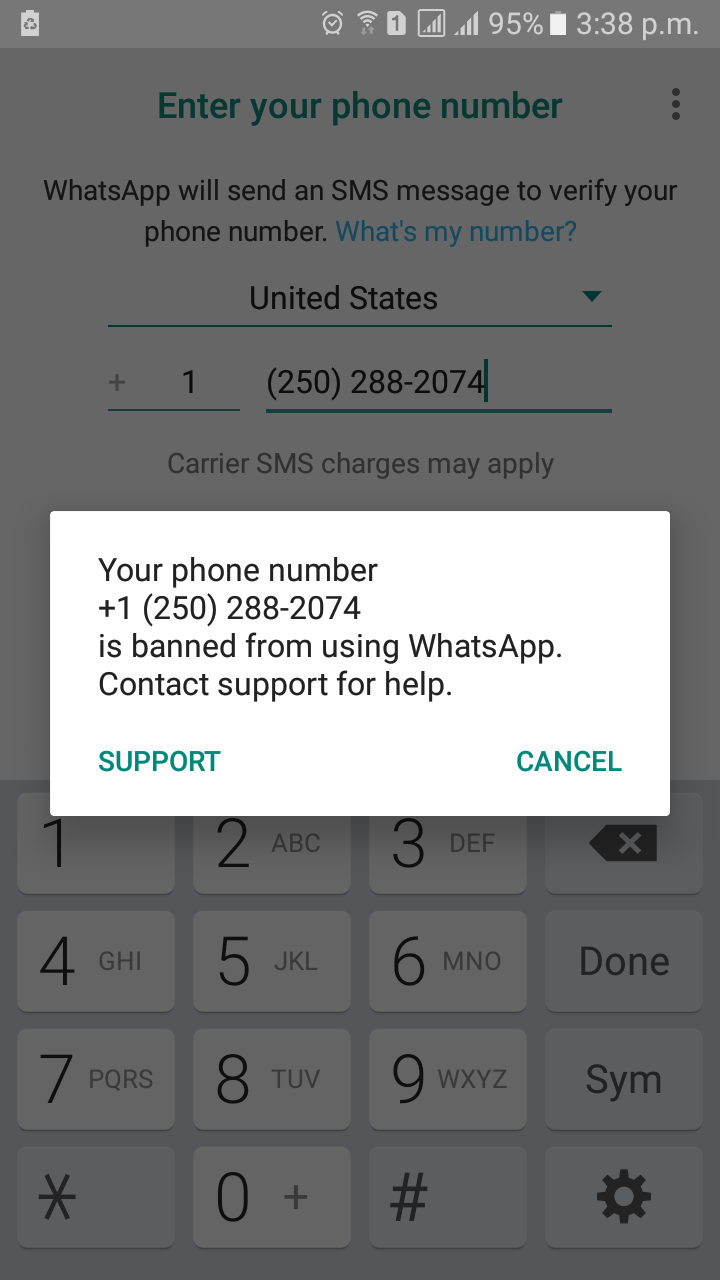 1 95% 3:38 p.m.
Enter your phone number
WhatsApp will send an SMS message to verify your
phone number. What's my number?
United States
+ 1 (250) 288-2074
Carrier SMS charges may apply
Your phone number
+1 (250) 288-2074
is banned from using WhatsApp.
Contact support for help.
SUPPORT CANCEL
1 2 ABC 3 DEF
4 GHI 5 JKL 6 MNO Done
7 PQRS 8 TUV 9 WXYZ Sym
* 0 + #